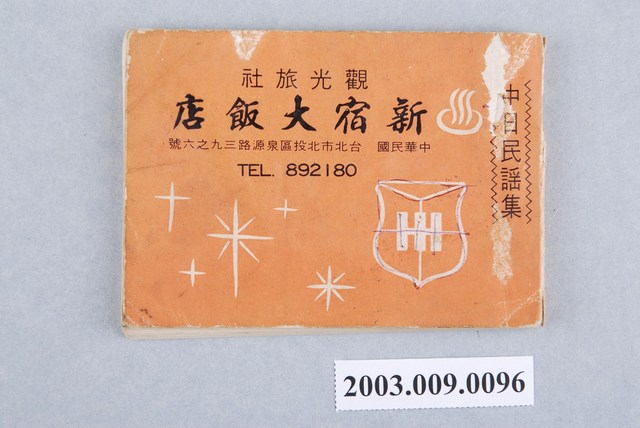 中日民謠集
觀光旅社
新宿大飯店
中華民國 台北市北投區泉源路三九之六號
TEL. 892180
HH
2003.009.0096